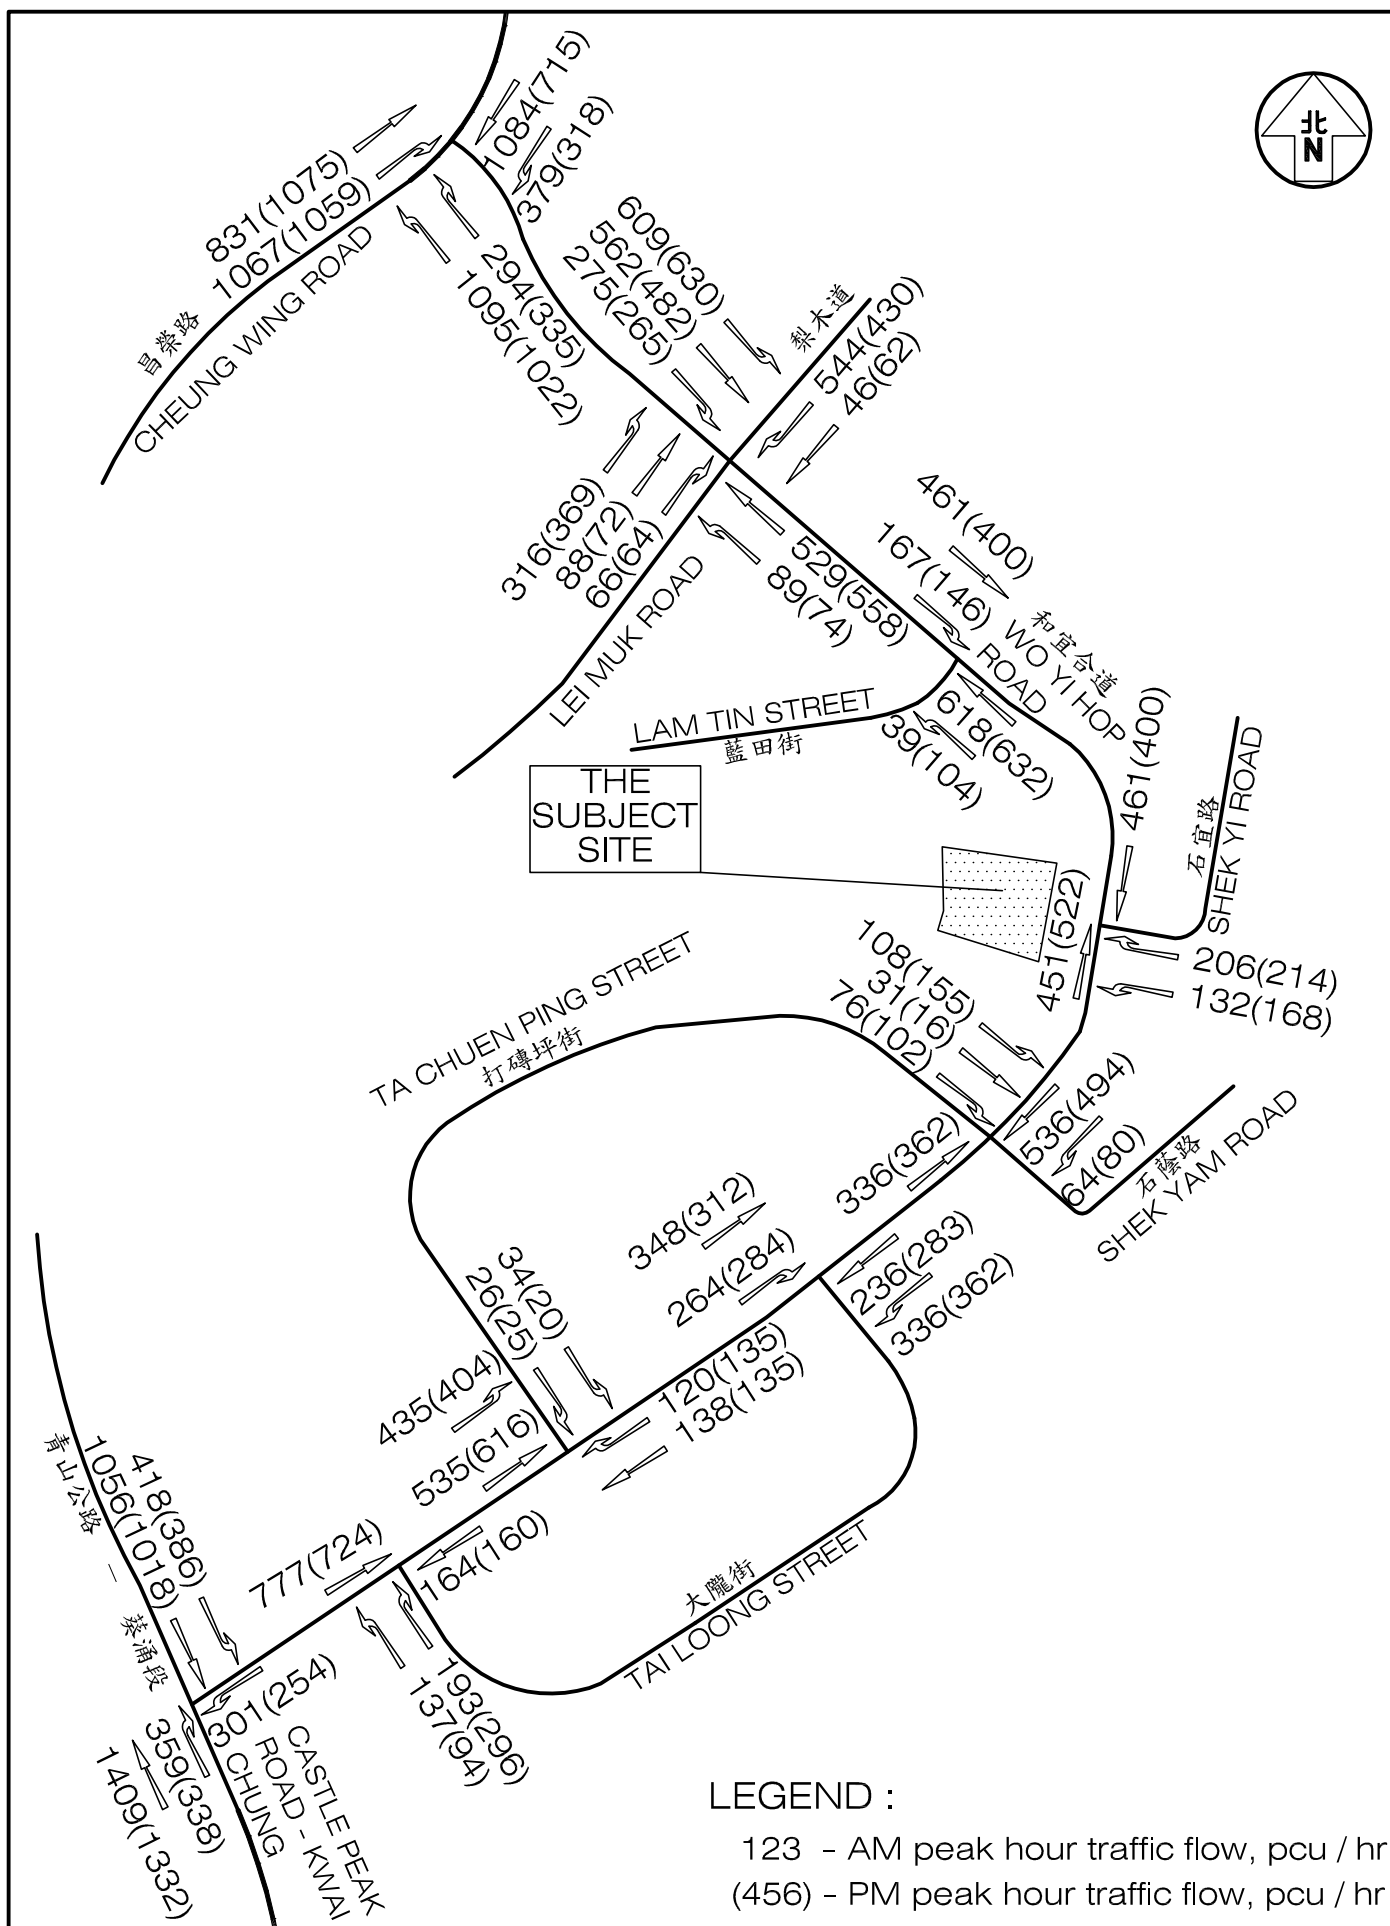 北
N
1084(715)
379(318)
831(1075)
1067(1059)
昌榮路
CHEUNG WING ROAD
294(335)
1095(1022)
609(630)
562(482)
275(265)
梨木道
544(430)
46(62)
316(369)
88(72)
66(64)
LEI MUK ROAD
529(558)
89(74)
461(400)
167(146)
和宜合道
WO YI HOP
ROAD
LAM TIN STREET
藍田街
618(632)
39(104)
THE
SUBJECT
SITE
461(400)
石宜路
SHEK YI ROAD
451(522)
206(214)
132(168)
108(155)
31(16)
76(102)
TA CHUEN PING STREET
打磚坪街
536(494)
64(80)
石蔭路
SHEK YAM ROAD
336(362)
348(312)
264(284)
236(283)
336(362)
34(20)
26(25)
435(404)
535(616)
120(135)
138(135)
青山公路 － 葵涌段
418(386)
1056(1018)
777(724)
164(160)
大隴街
TAI LOONG STREET
193(296)
137(94)
301(254)
359(338)
1409(1332)
CASTLE PEAK
ROAD - KWAI
CHUNG
LEGEND :
123 - AM peak hour traffic flow, pcu / hr
(456) - PM peak hour traffic flow, pcu / hr